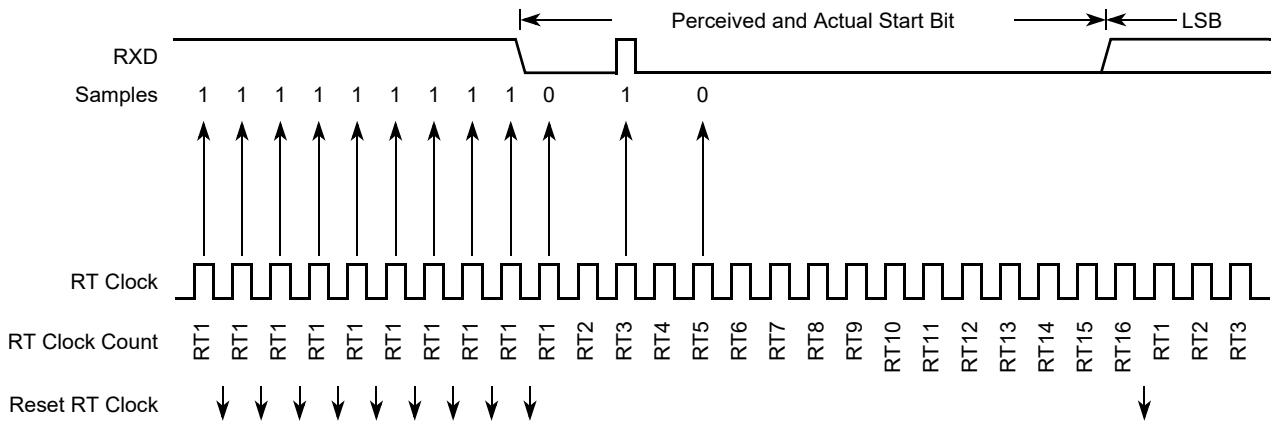 Perceived and Actual Start Bit
LSB
RXD
Samples 1 1 1 1 1 1 1 1 1 0 1 0
RT Clock
RT Clock Count RT1 RT1 RT1 RT1 RT1 RT1 RT1 RT1 RT1 RT1 RT2 RT3 RT4 RT5 RT6 RT7 RT8 RT9 RT10 RT11 RT12 RT13 RT14 RT15 RT16 RT1 RT2 RT3
Reset RT Clock